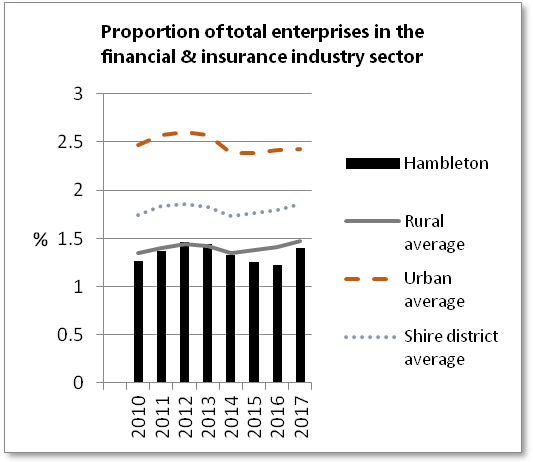 Proportion of total enterprises in the
financial & insurance industry sector
3
2.5
2
1.5
1
0.5
0
%
2010
2011
2012
2013
2014
2015
2016
2017
Hambleton
Rural
average
Urban
average
Shire district
average